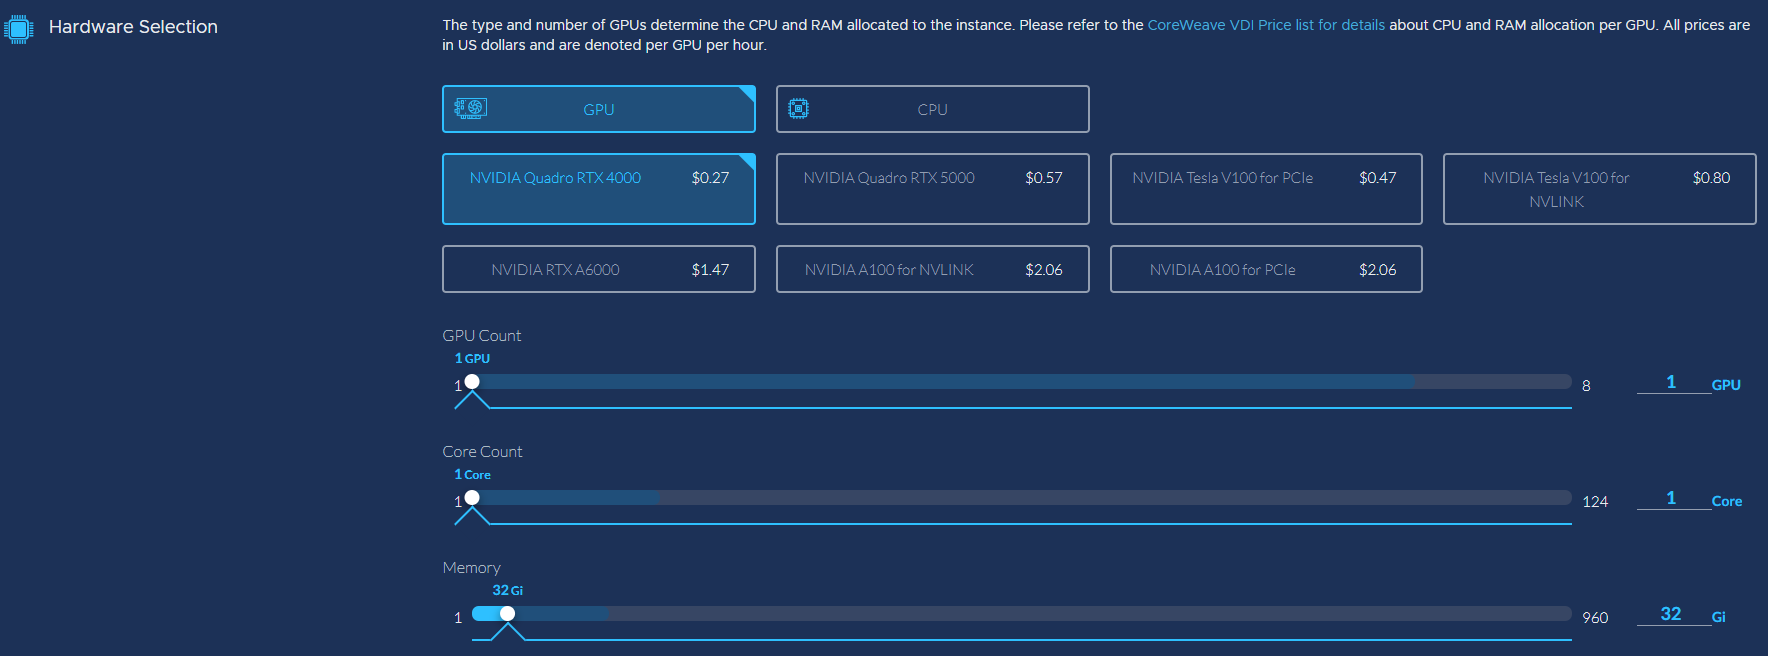 Hardware Selection
The type and number of GPUs determine the CPU and RAM allocated to the instance. Please refer to the CoreWeave VDI Price list for details about CPU and RAM allocation per GPU. All prices are
in US dollars and are denoted per GPU per hour.
GPU
CPU
NVIDIA Quadro RTX 4000 $0.27
NVIDIA Quadro RTX 5000 $0.57
NVIDIA Tesla V100 for PCIe $0.47
NVIDIA Tesla V100 for $0.80
NVLINK
NVIDIA RTX A6000 $1.47
NVIDIA A100 for NVLINK $2.06
NVIDIA A100 for PCIe $2.06
GPU Count
1 GPU
1 8 1 GPU
Core Count
1 Core
1 124 1 Core
Memory
32 Gi
1 960 32 Gi